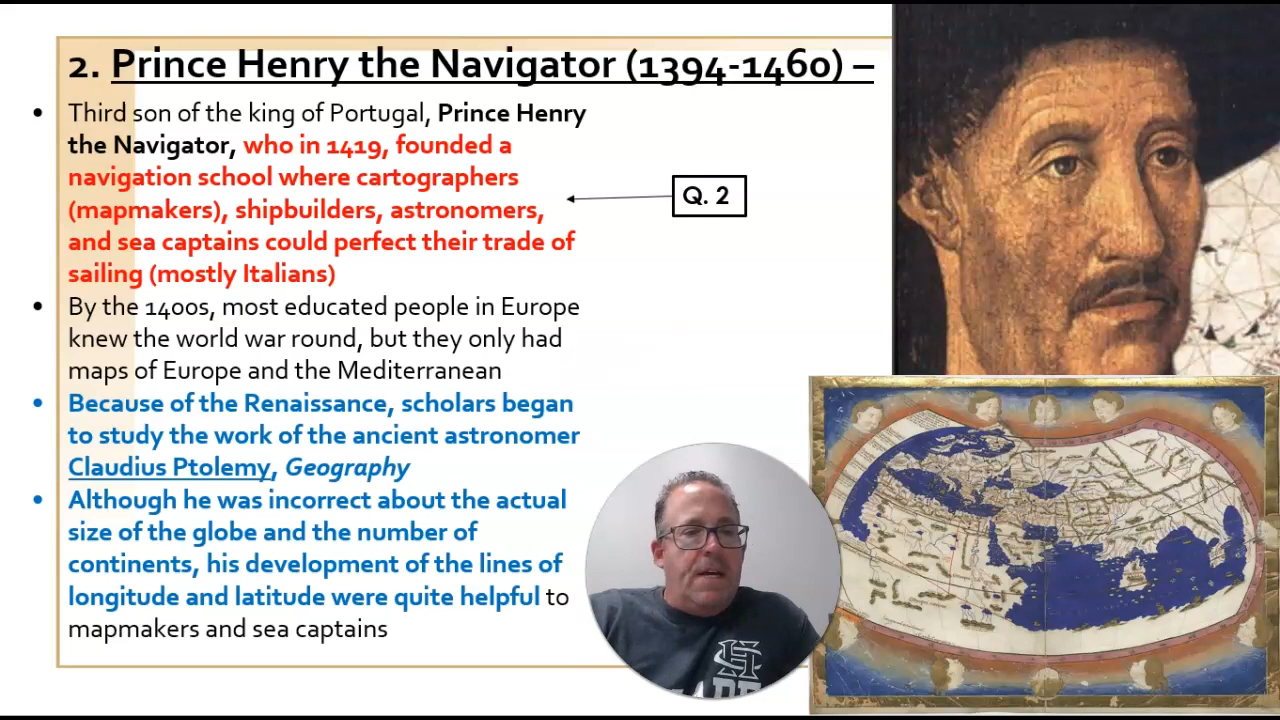 2. Prince Henry the Navigator (1394-1460) –
• Third son of the king of Portugal, Prince Henry
the Navigator, who in 1419, founded a
navigation school where cartographers
(mapmakers), shipbuilders, astronomers,
and sea captains could perfect their trade of
sailing (mostly Italians)
Q. 2
• By the 1400s, most educated people in Europe
knew the world war round, but they only had
maps of Europe and the Mediterranean
• Because of the Renaissance, scholars began
to study the work of the ancient astronomer
Claudius Ptolemy, Geography
• Although he was incorrect about the actual
size of the globe and the number of
continents, his development of the lines of
longitude and latitude were quite helpful to
mapmakers and sea captains